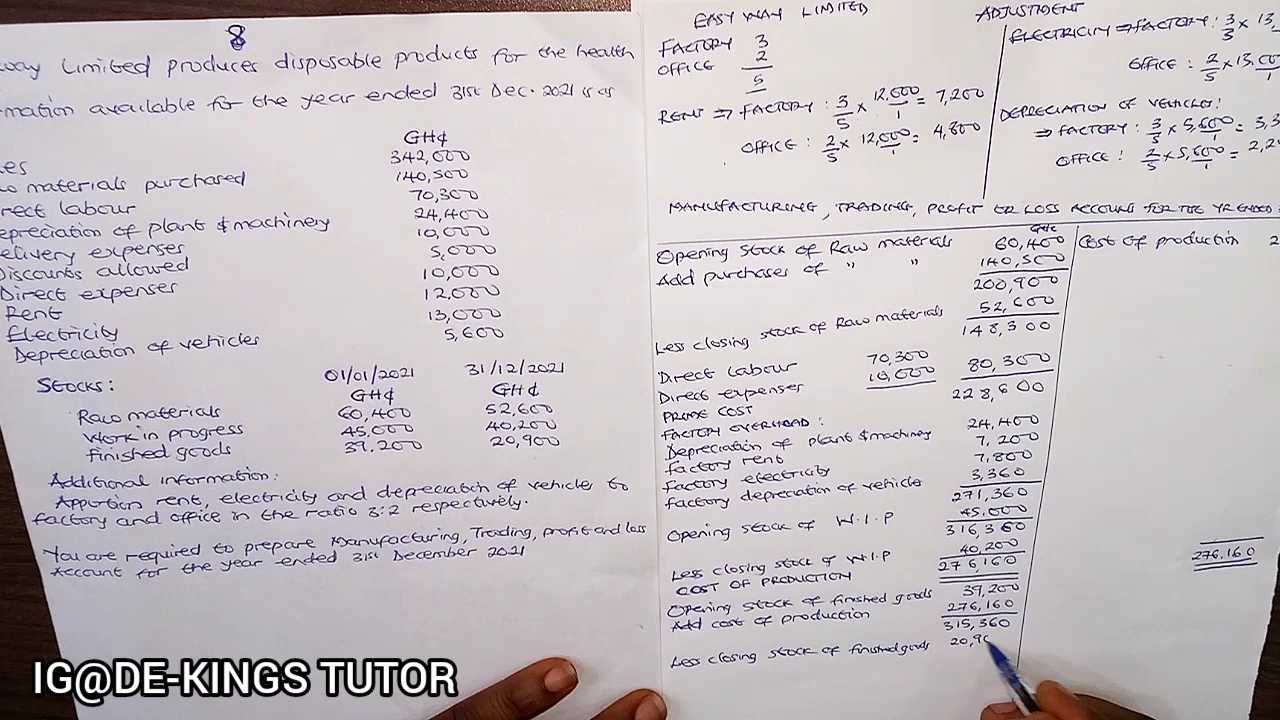 8
way Limited produces disposable products for the health
rmation available for the year ended 31st Dec. 2021 is as
GH¢
les 342,000
w materials purchased 140,500
rect labour 70,300
epreciation of plant & machinery 24,400
elivery expenses 10,000
Discounts allowed 5,000
Direct expenses 10,000
Rent 12,000
Electricity 13,000
Depreciation of vehicles 5,600
Stocks: 01/01/2021 31/12/2021
GH¢ GH¢
Raw materials 60,400 52,600
Work in progress 45,000 40,200
finished goods 39,200 20,900
Additional information:
Apportion rent, electricity and depreciation of vehicles to
factory and office in the ratio 3:2 respectively.
You are required to prepare Manufacturing, Trading, profit and loss
Account for the year ended 31st December 2021
EASY WAY LIMITED
FACTORY 3
OFFICE 2
5
RENT ⇒ FACTORY : 3/5 × 12,000/1 = 7,200
OFFICE : 2/5 × 12,000/1 = 4,800
ADJUSTMENT
ELECTRICITY ⇒ FACTORY : 3/5 × 13,
OFFICE : 2/5 × 13,00
DEPRECIATION OF VEHICLES:
⇒ FACTORY : 3/5 × 5,600/1 = 3,3
OFFICE : 2/5 × 5,600/1 = 2,2
MANUFACTURING, TRADING, PROFIT OR LOSS ACCOUNT FOR THE YR ENDED
GH¢
Opening stock of Raw materials 60,400
Add purchases of " " 140,500
200,900
Less closing stock of Raw materials 52,600
148,300
Direct Labour 70,300
Direct expenses 10,000 80,300
PRIME COST 228,600
FACTORY OVERHEAD:
Depreciation of plant & machinery 24,400
factory rent 7,200
factory electricity 7,800
factory depreciation of vehicle 3,360
271,360
Opening stock of W.I.P 45,000
316,360
Less closing stock of W.I.P 40,200
COST OF PRODUCTION 276,160
Opening stock of finished goods 39,200
Add cost of production 276,160
315,360
Less closing stock of finished goods 20,9
Cost of production 2
276,160
IG@DE-KINGS TUTOR